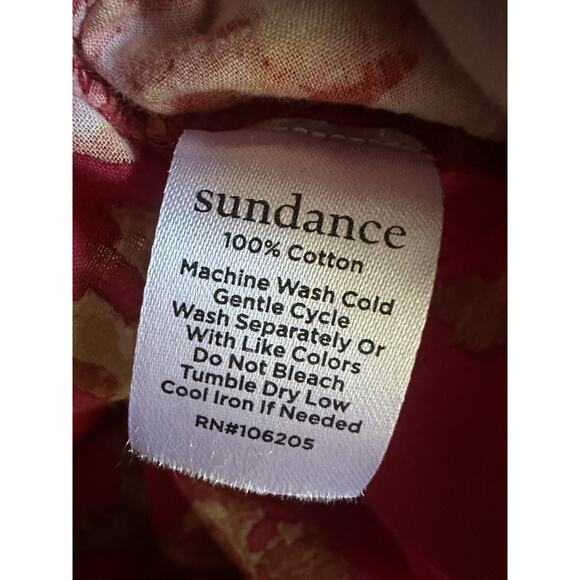 sundance
100% Cotton
Machine Wash Cold
Gentle Cycle
Wash Separately Or
With Like Colors
Do Not Bleach
Tumble Dry Low
Cool Iron If Needed
RN#106205